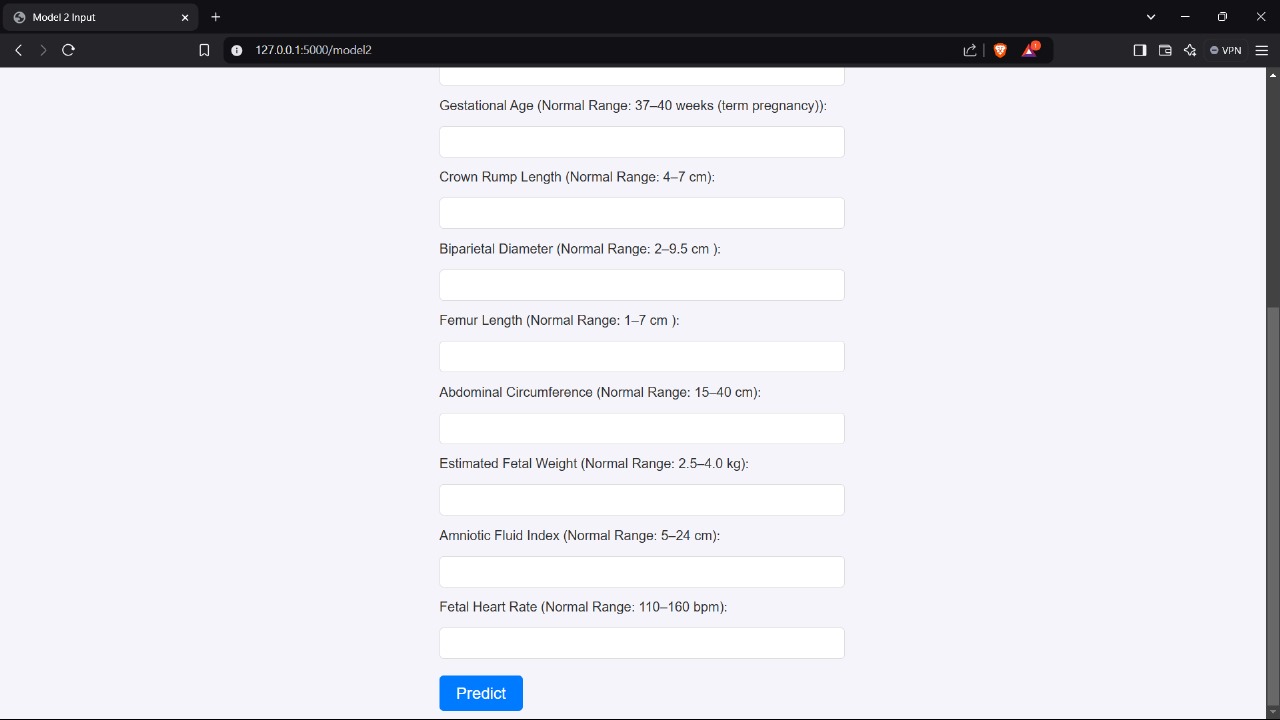 Model 2 Input
127.0.0.1:5000/model2
1
VPN
Gestational Age (Normal Range: 37–40 weeks (term pregnancy)):
Crown Rump Length (Normal Range: 4–7 cm):
Biparietal Diameter (Normal Range: 2–9.5 cm ):
Femur Length (Normal Range: 1–7 cm ):
Abdominal Circumference (Normal Range: 15–40 cm):
Estimated Fetal Weight (Normal Range: 2.5–4.0 kg):
Amniotic Fluid Index (Normal Range: 5–24 cm):
Fetal Heart Rate (Normal Range: 110–160 bpm):
Predict